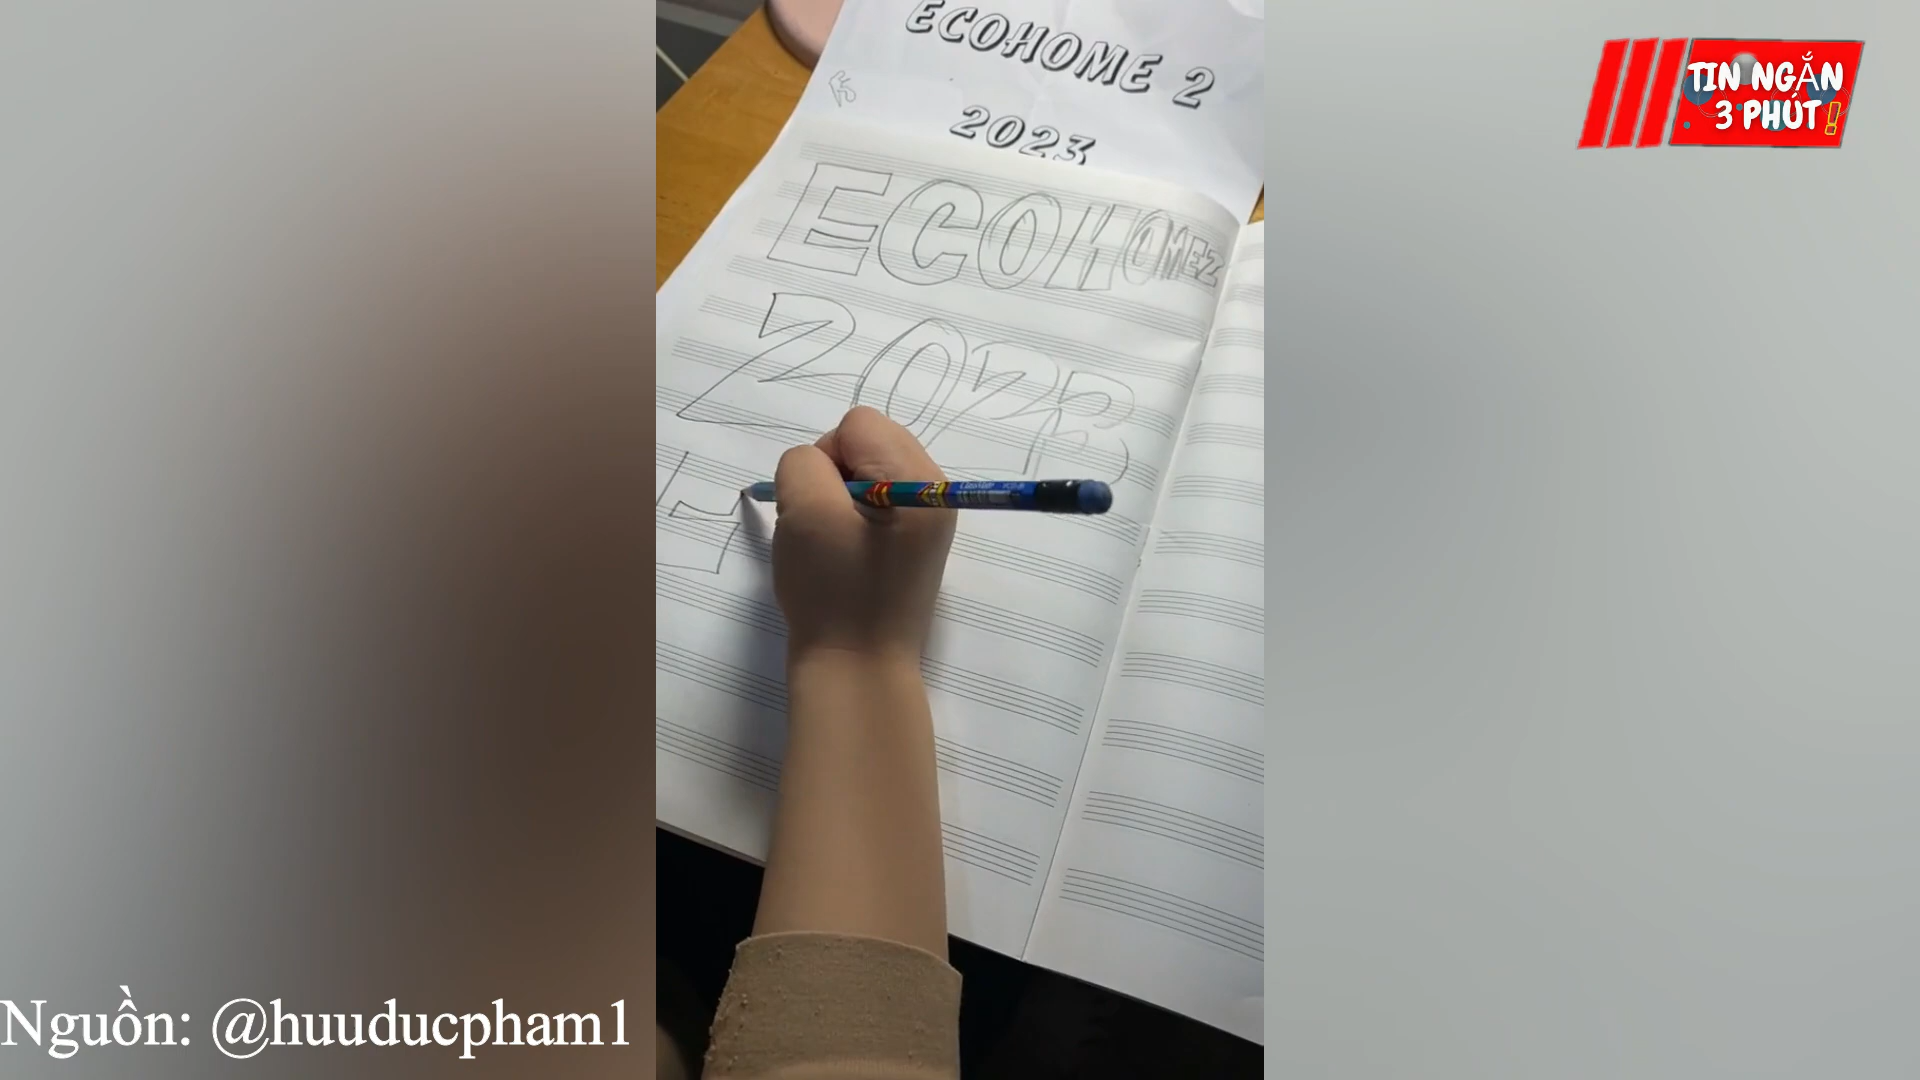 ECOHOME 2
2023
ECOHOME2
2023
TIN NGẮN
3 PHÚT!
Nguồn: @huuducpham1